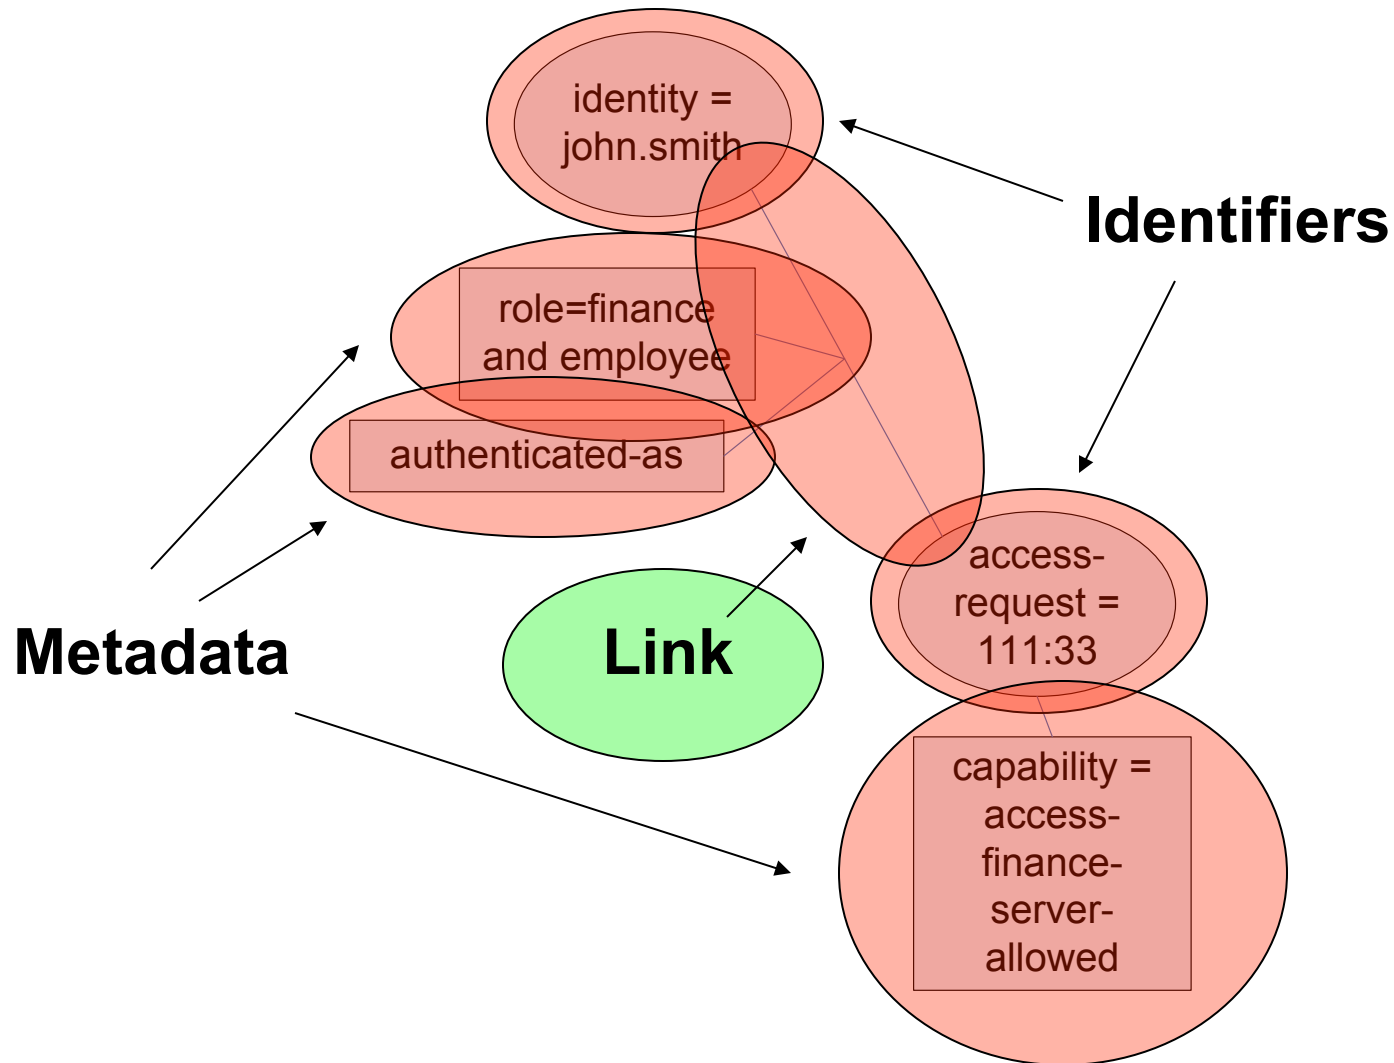 identity =
john.smith
Identifiers
role=finance
and employee
authenticated-as
access-
request =
111:33
Metadata
Link
capability =
access-
finance-
server-
allowed